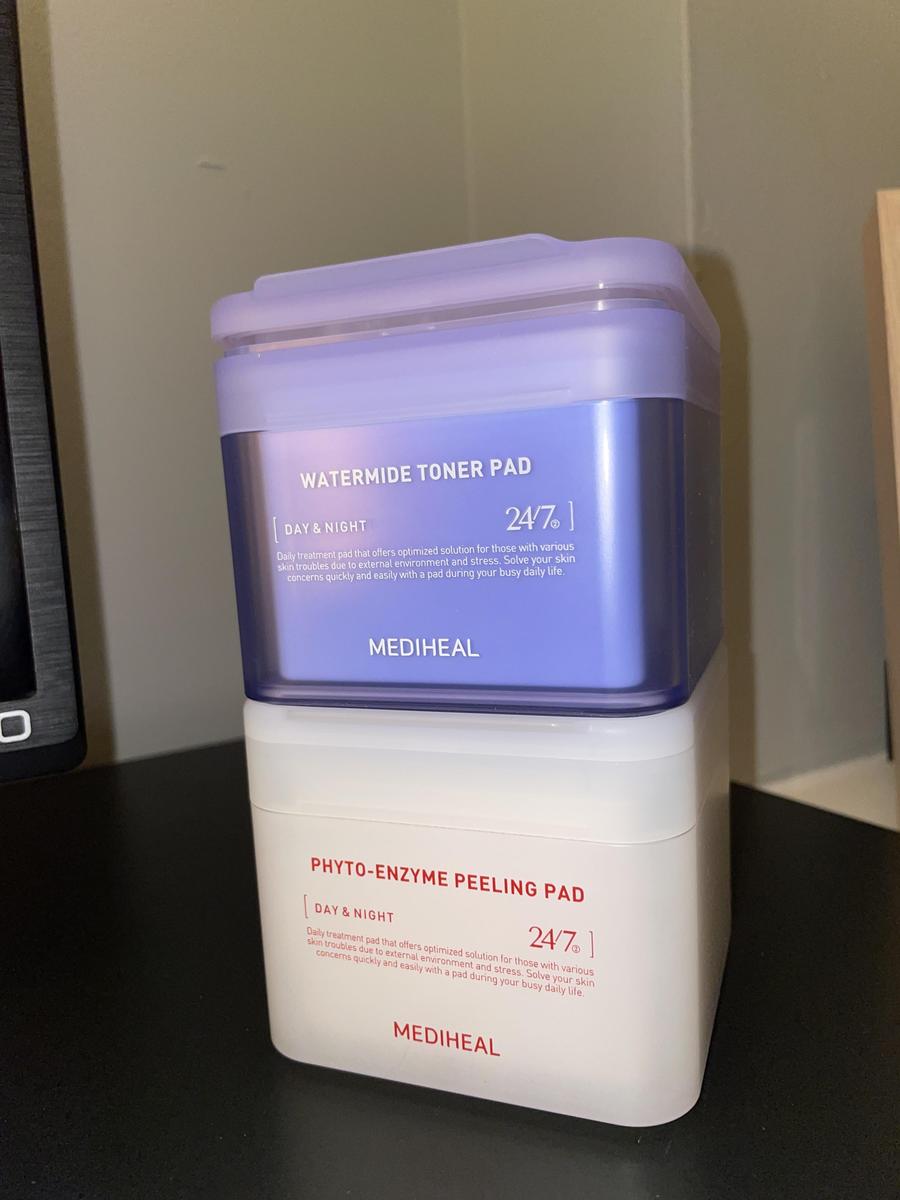 WATERMIDE TONER PAD
[ DAY & NIGHT 24/7② ]
Daily treatment pad that offers optimized solution for those with various
skin troubles due to external environment and stress. Solve your skin
concerns quickly and easily with a pad during your busy daily life.
MEDIHEAL
PHYTO-ENZYME PEELING PAD
[ DAY & NIGHT 24/7② ]
Daily treatment pad that offers optimized solution for those with various
skin troubles due to external environment and stress. Solve your skin
concerns quickly and easily with a pad during your busy daily life.
MEDIHEAL